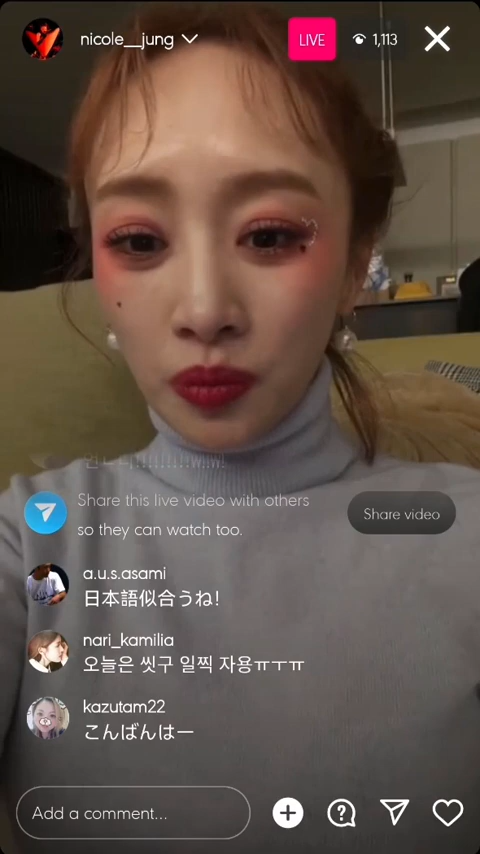 nicole__jung
LIVE
1,113
Share this live video with others
so they can watch too.
Share video
a.u.s.asami
日本語似合うね!
nari_kamilia
오늘은 씻구 일찍 자용ㅠㅜㅠ
kazutam22
こんばんはー
Add a comment...